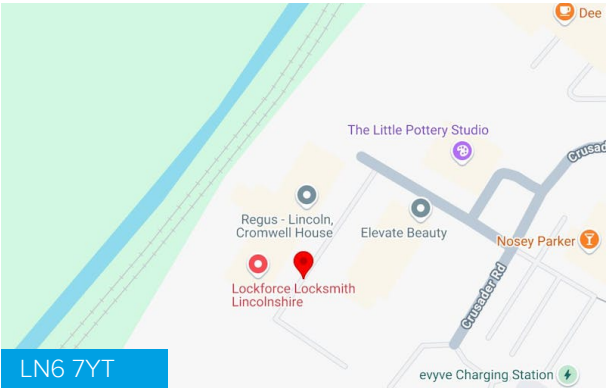 Dee
The Little Pottery Studio
Crusad
Regus - Lincoln,
Cromwell House
Elevate Beauty
Nosey Parker
Lockforce Locksmith
Lincolnshire
Crusader Rd
LN6 7YT
evyve Charging Station